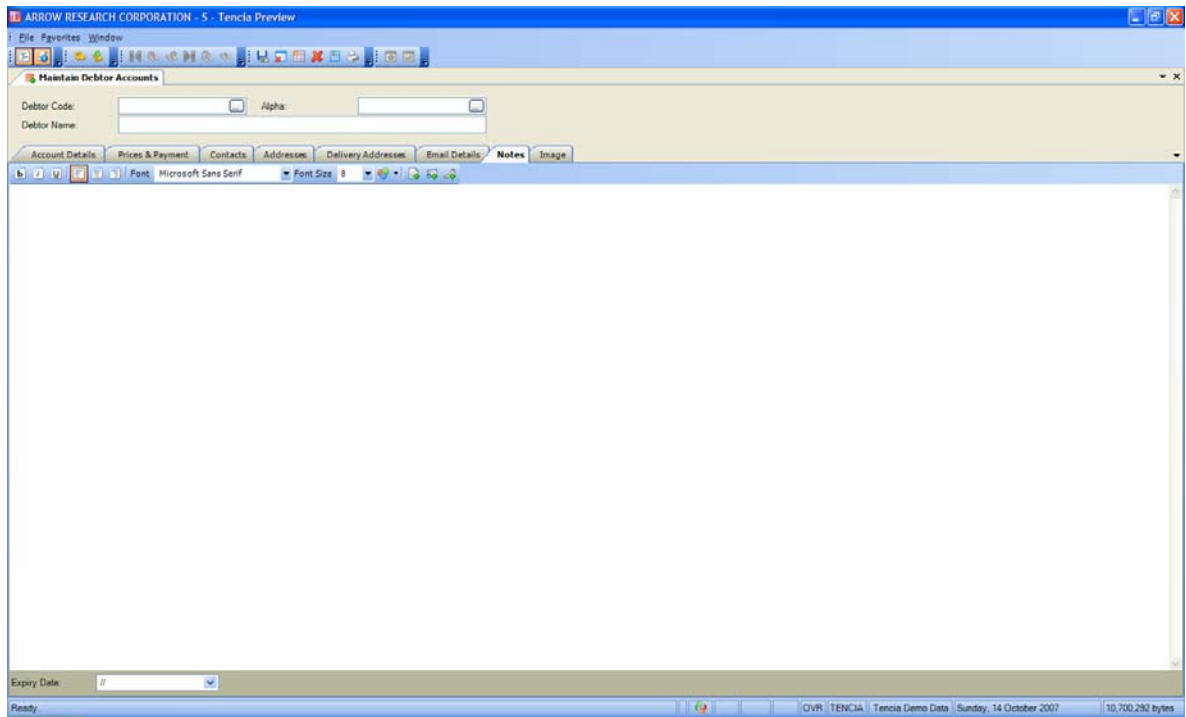 ARROW RESEARCH CORPORATION - S - Tencia Preview
File Favorites Window
Maintain Debtor Accounts
Debtor Code: ... Alpha: ...
Debtor Name:
Account Details Prices & Payment Contacts Addresses Delivery Addresses Email Details Notes Image
b i u Font Microsoft Sans Serif Font Size 8
Expiry Date: //
Ready. OVR TENCIA Tencia Demo Data Sunday, 14 October 2007 10,700,292 bytes